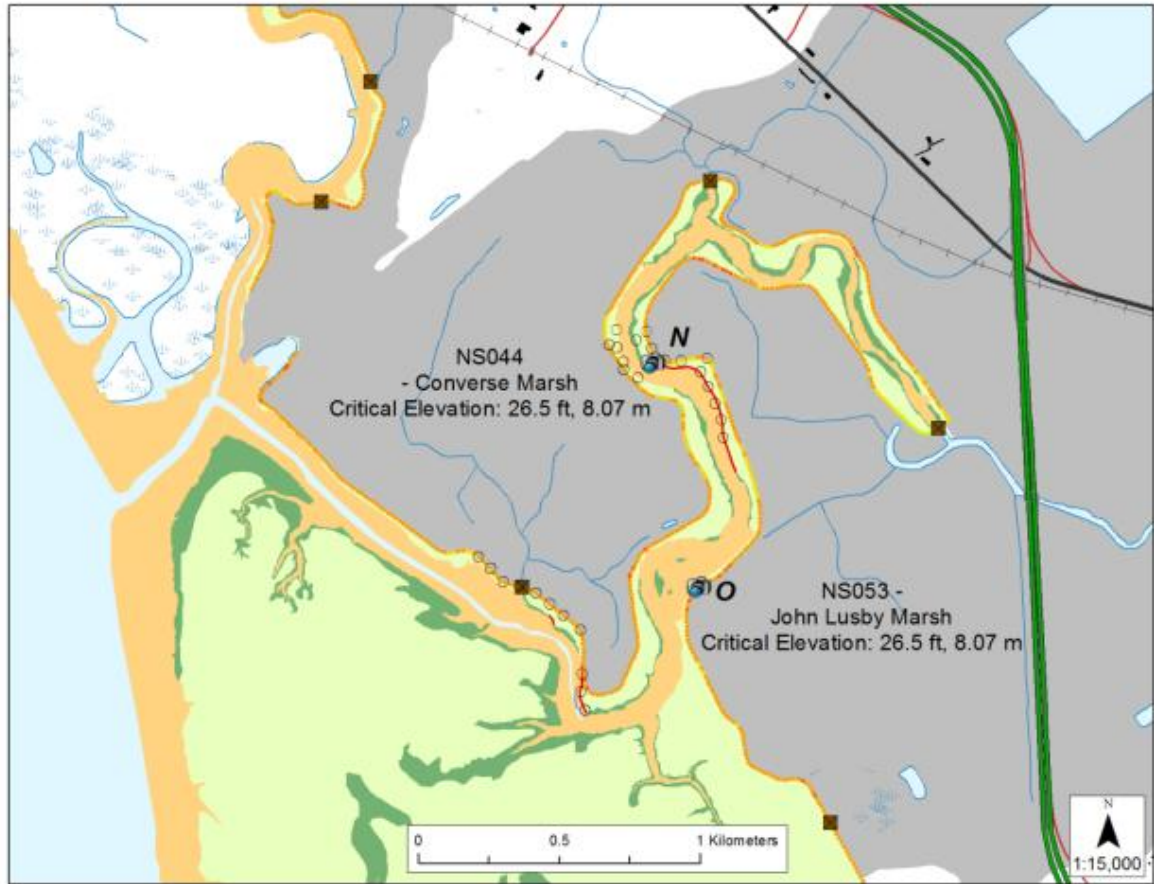 N
NS044
- Converse Marsh
Critical Elevation: 26.5 ft, 8.07 m
O
NS053 -
John Lusby Marsh
Critical Elevation: 26.5 ft, 8.07 m
0 0.5 1 Kilometers
N
1:15,000